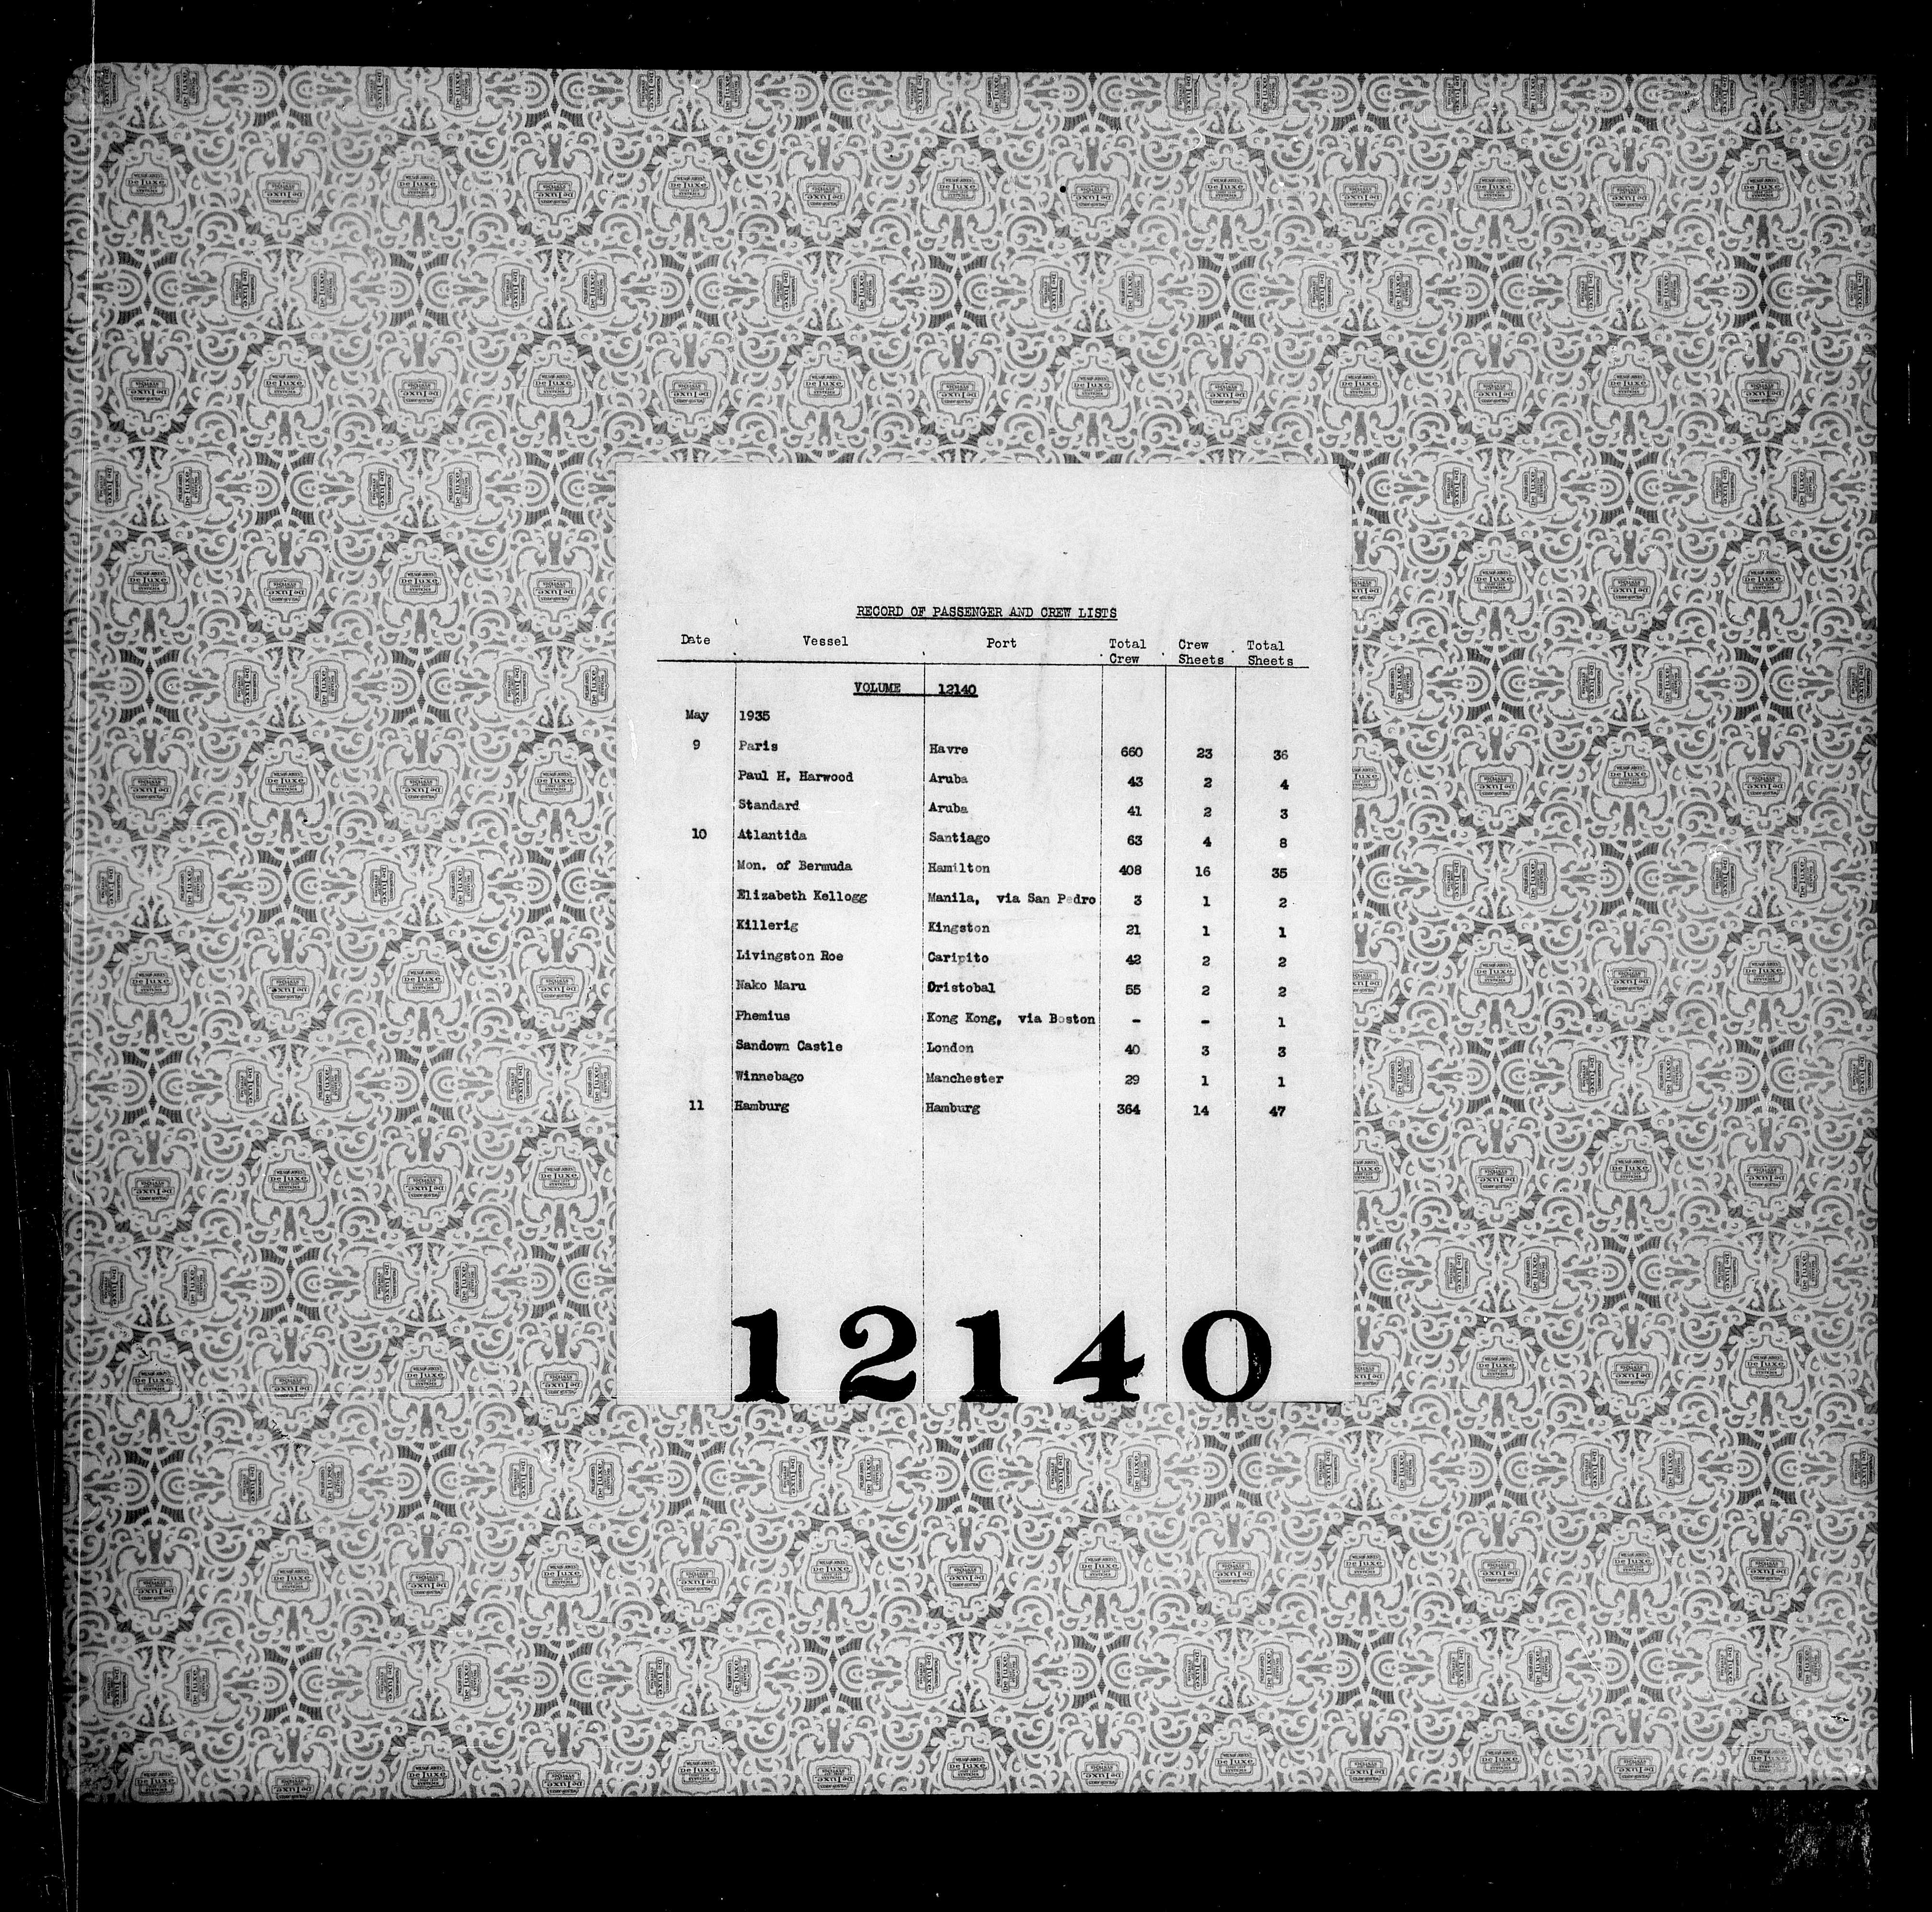 RECORD OF PASSENGER AND CREW LISTS
Date Vessel Port Total Crew Crew Sheets Total Sheets
VOLUME 12140
May 1935
9 Paris Havre 660 23 36
Paul H. Harwood Aruba 43 2 4
Standard Aruba 41 2 3
10 Atlantida Santiago 63 4 8
Mon. of Bermuda Hamilton 408 16 35
Elizabeth Kellogg Manila, via San Pedro 3 1 2
Killerig Kingston 21 1 1
Livingston Roe Caripito 42 2 2
Nako Maru Cristobal 55 2 2
Phemius Kong Kong, via Boston - - 1
Sandown Castle London 40 3 3
Winnebago Manchester 29 1 1
11 Hamburg Hamburg 364 14 47
12140
WILSON-JONES
De Luxe